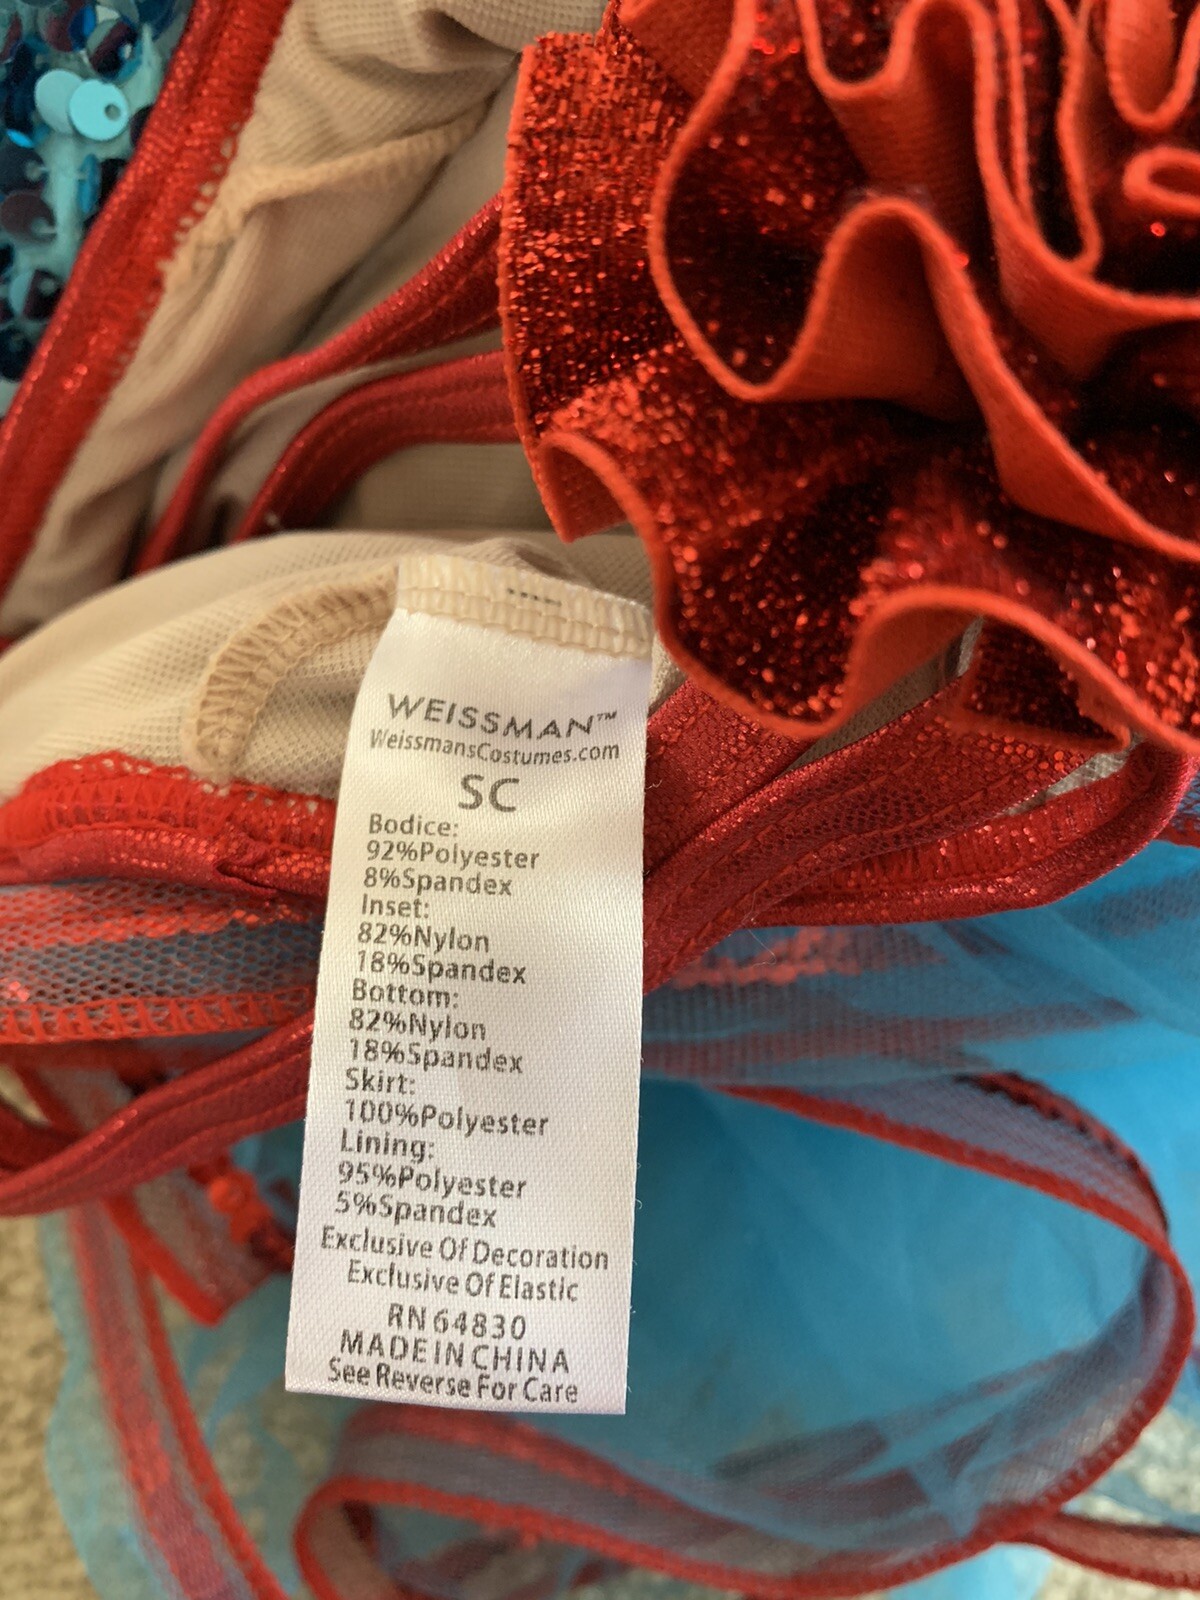 WEISSMAN™
WeissmansCostumes.com
SC
Bodice:
92%Polyester
8%Spandex
Inset:
82%Nylon
18%Spandex
Bottom:
82%Nylon
18%Spandex
Skirt:
100%Polyester
Lining:
95%Polyester
5%Spandex
Exclusive Of Decoration
Exclusive Of Elastic
RN 64830
MADE IN CHINA
See Reverse For Care